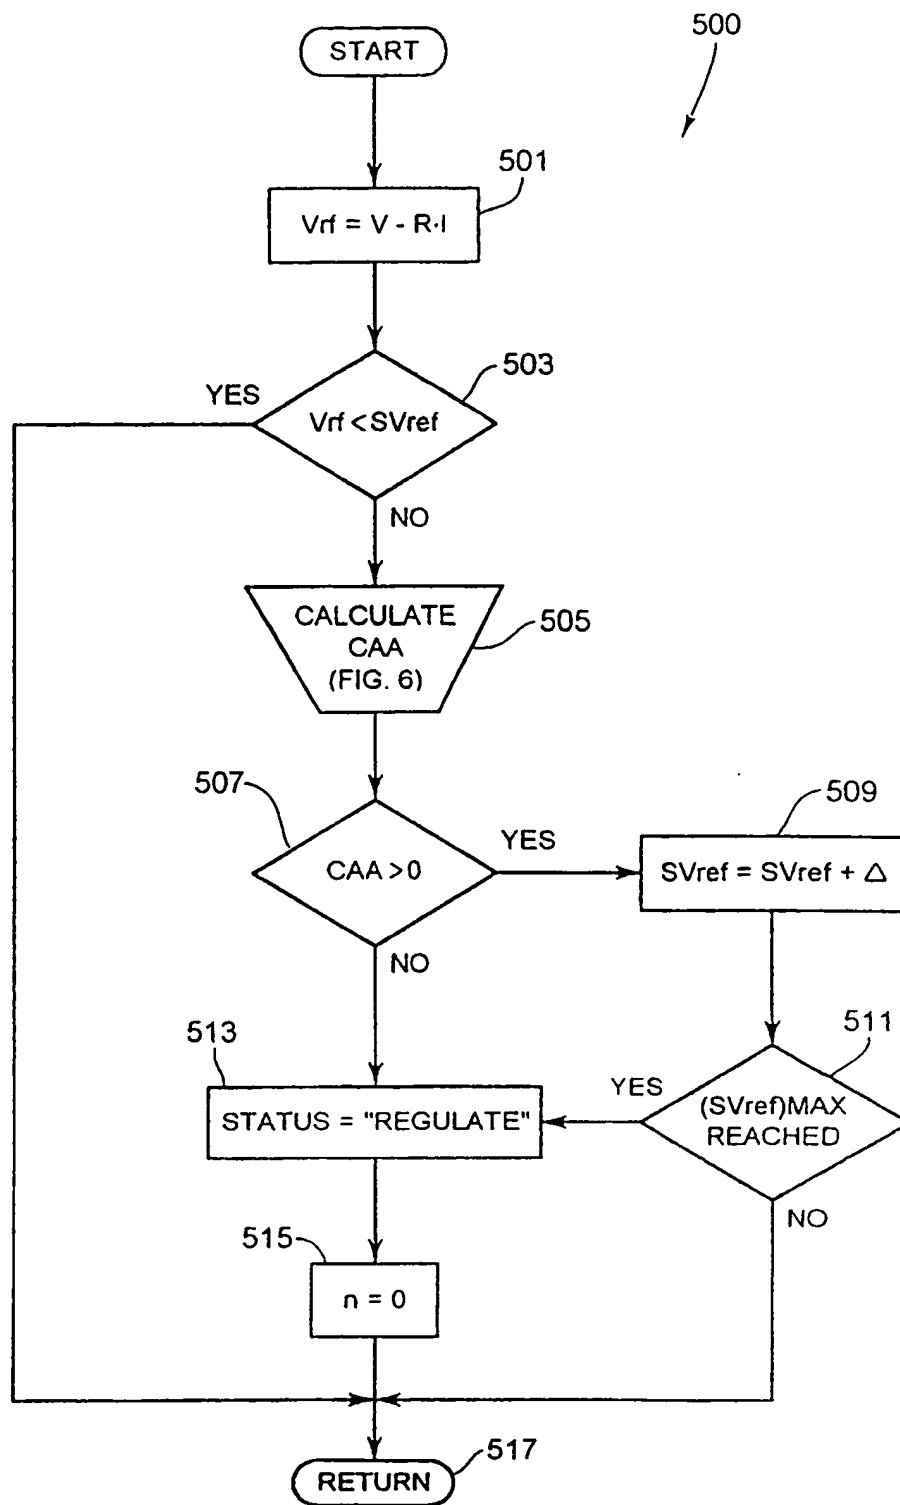 500
START
501
Vrf = V - R·I
503
YES
Vrf < SVref
NO
CALCULATE
CAA
(FIG. 6)
505
507
CAA > 0
YES
509
SVref = SVref + △
NO
511
513
YES
(SVref)MAX
REACHED
STATUS = "REGULATE"
NO
515
n = 0
517
RETURN